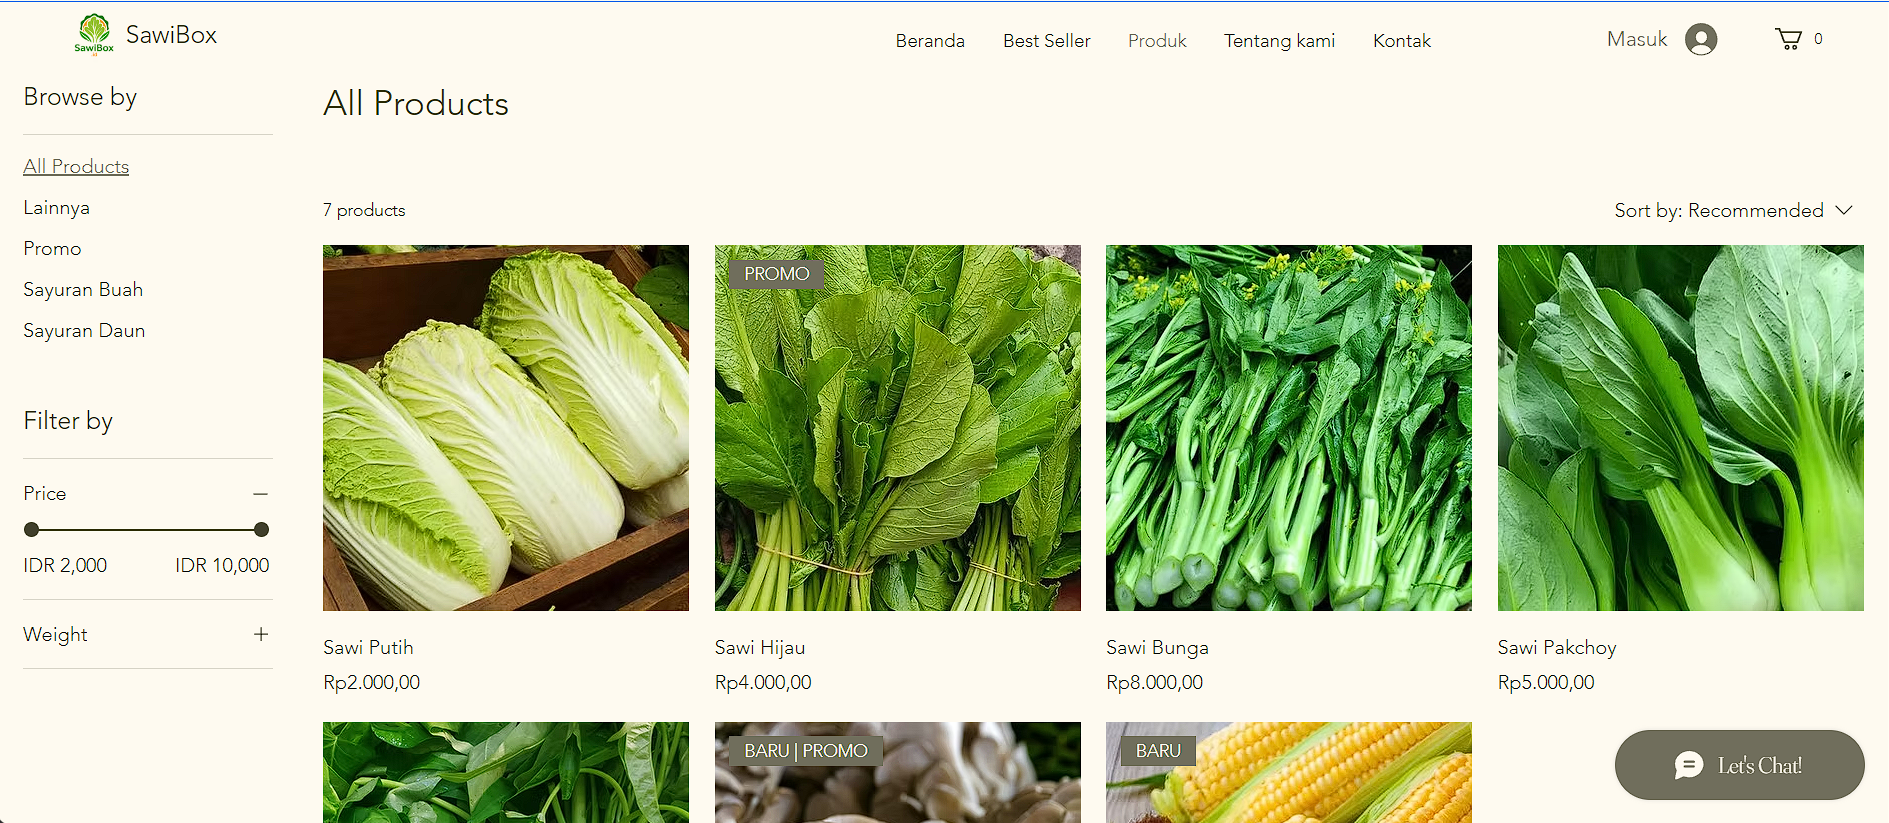 SawiBox
SawiBox
Beranda
Best Seller
Produk
Tentang kami
Kontak
Masuk
0
Browse by
All Products
Lainnya
Promo
Sayuran Buah
Sayuran Daun
Filter by
Price
IDR 2,000
IDR 10,000
Weight
All Products
7 products
Sort by: Recommended
PROMO
Sawi Putih
Rp2.000,00
Sawi Hijau
Rp4.000,00
Sawi Bunga
Rp8.000,00
Sawi Pakchoy
Rp5.000,00
BARU | PROMO
BARU
Let's Chat!